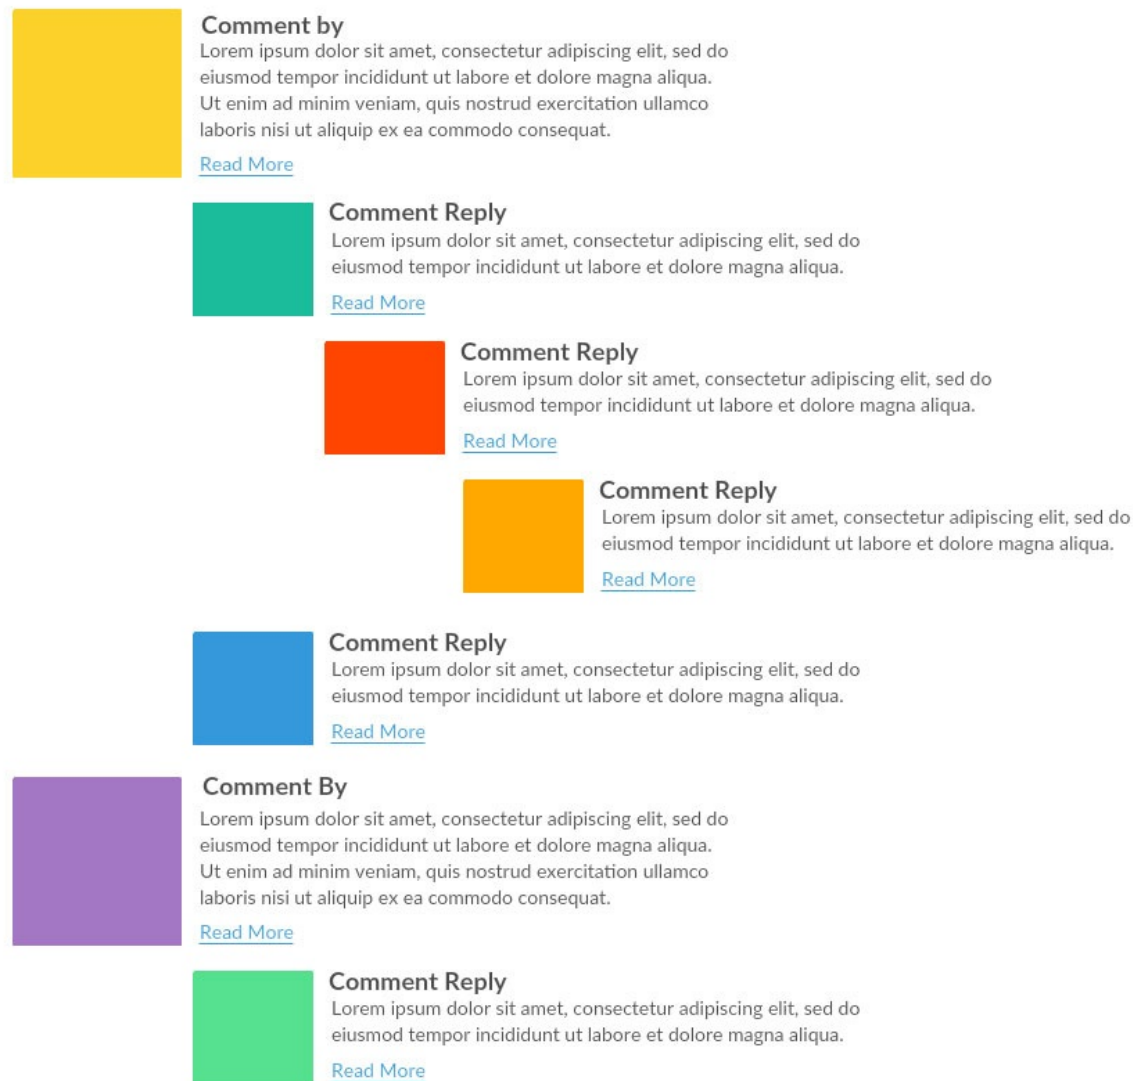 Comment by
Lorem ipsum dolor sit amet, consectetur adipiscing elit, sed do
eiusmod tempor incididunt ut labore et dolore magna aliqua.
Ut enim ad minim veniam, quis nostrud exercitation ullamco
laboris nisi ut aliquip ex ea commodo consequat.
Read More
Comment Reply
Lorem ipsum dolor sit amet, consectetur adipiscing elit, sed do
eiusmod tempor incididunt ut labore et dolore magna aliqua.
Read More
Comment Reply
Lorem ipsum dolor sit amet, consectetur adipiscing elit, sed do
eiusmod tempor incididunt ut labore et dolore magna aliqua.
Read More
Comment Reply
Lorem ipsum dolor sit amet, consectetur adipiscing elit, sed do
eiusmod tempor incididunt ut labore et dolore magna aliqua.
Read More
Comment Reply
Lorem ipsum dolor sit amet, consectetur adipiscing elit, sed do
eiusmod tempor incididunt ut labore et dolore magna aliqua.
Read More
Comment By
Lorem ipsum dolor sit amet, consectetur adipiscing elit, sed do
eiusmod tempor incididunt ut labore et dolore magna aliqua.
Ut enim ad minim veniam, quis nostrud exercitation ullamco
laboris nisi ut aliquip ex ea commodo consequat.
Read More
Comment Reply
Lorem ipsum dolor sit amet, consectetur adipiscing elit, sed do
eiusmod tempor incididunt ut labore et dolore magna aliqua.
Read More